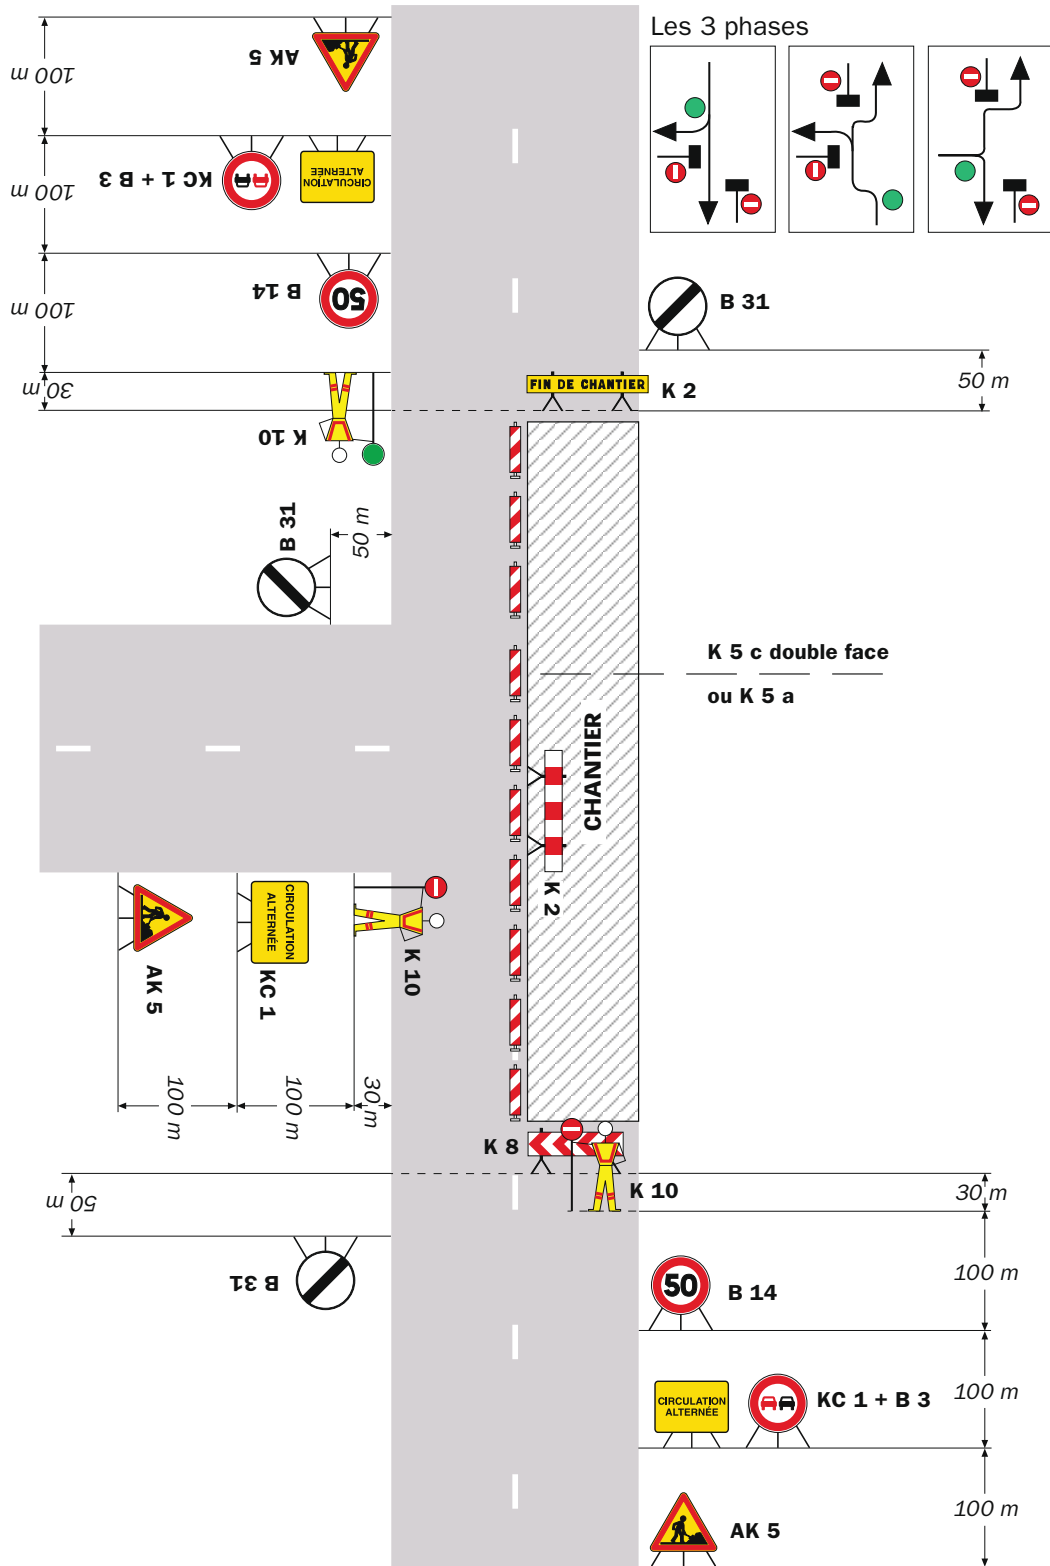 Les 3 phases
AK 5
100 m
CIRCULATION
ALTERNÉE
KC 1 + B 3
100 m
50
B 14
100 m
30 m
K 10
B 31
50 m
FIN DE CHANTIER
K 2
B 31
50 m
K 5 c double face
ou K 5 a
CHANTIER
K 2
AK 5
CIRCULATION
ALTERNÉE
KC 1
K 10
100 m
100 m
30 m
K 8
K 10
30 m
50 m
B 31
50
B 14
100 m
CIRCULATION
ALTERNÉE
KC 1 + B 3
100 m
AK 5
100 m